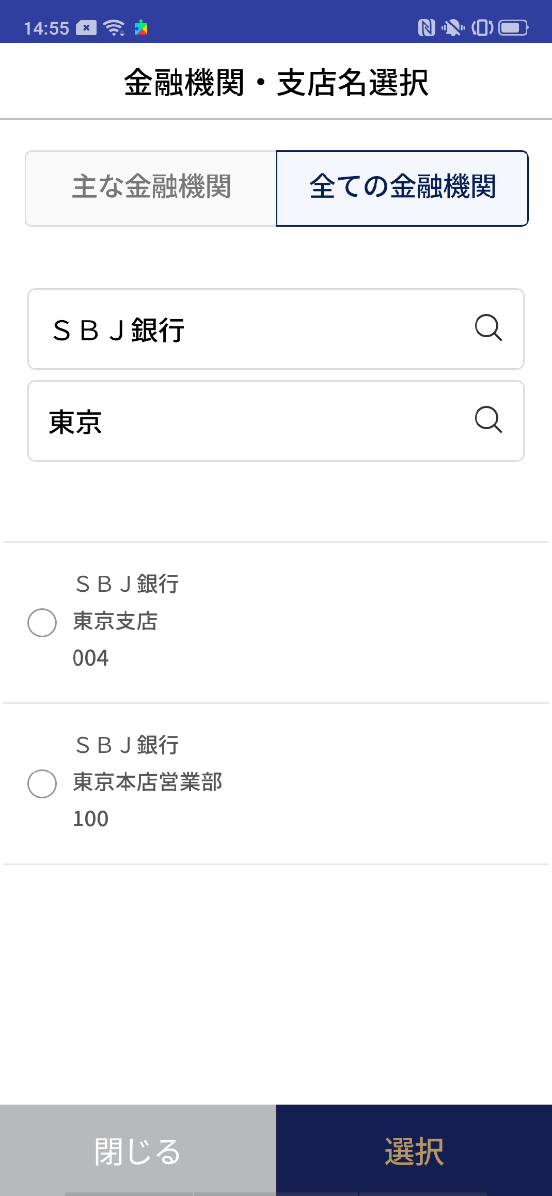 14:55
金融機関・支店名選択
主な金融機関
全ての金融機関
ＳＢＪ銀行
東京
ＳＢＪ銀行
東京支店
004
ＳＢＪ銀行
東京本店営業部
100
閉じる
選択